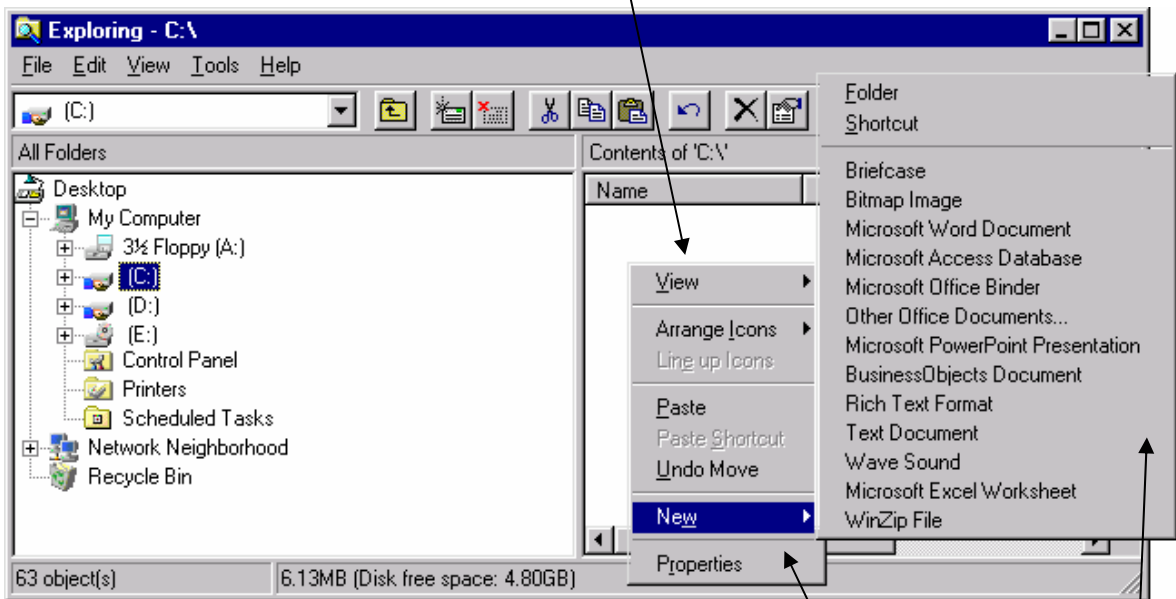 Exploring - C:\
File Edit View Tools Help
(C:)
All Folders
Contents of 'C:\'
Name
Desktop
My Computer
3½ Floppy (A:)
(C:)
(D:)
(E:)
Control Panel
Printers
Scheduled Tasks
Network Neighborhood
Recycle Bin
View
Arrange Icons
Line up Icons
Paste
Paste Shortcut
Undo Move
New
Properties
Folder
Shortcut
Briefcase
Bitmap Image
Microsoft Word Document
Microsoft Access Database
Microsoft Office Binder
Other Office Documents...
Microsoft PowerPoint Presentation
BusinessObjects Document
Rich Text Format
Text Document
Wave Sound
Microsoft Excel Worksheet
WinZip File
63 object(s)
6.13MB (Disk free space: 4.80GB)